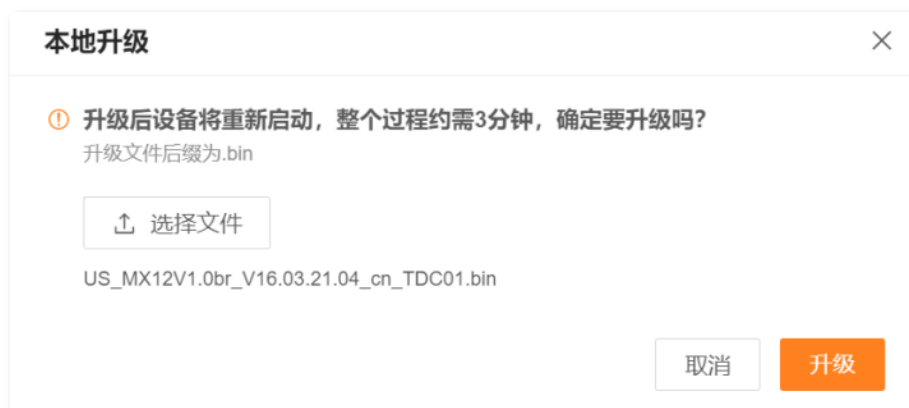 本地升级
升级后设备将重新启动，整个过程约需3分钟，确定要升级吗？
升级文件后缀为.bin
选择文件
US_MX12V1.0br_V16.03.21.04_cn_TDC01.bin
取消
升级